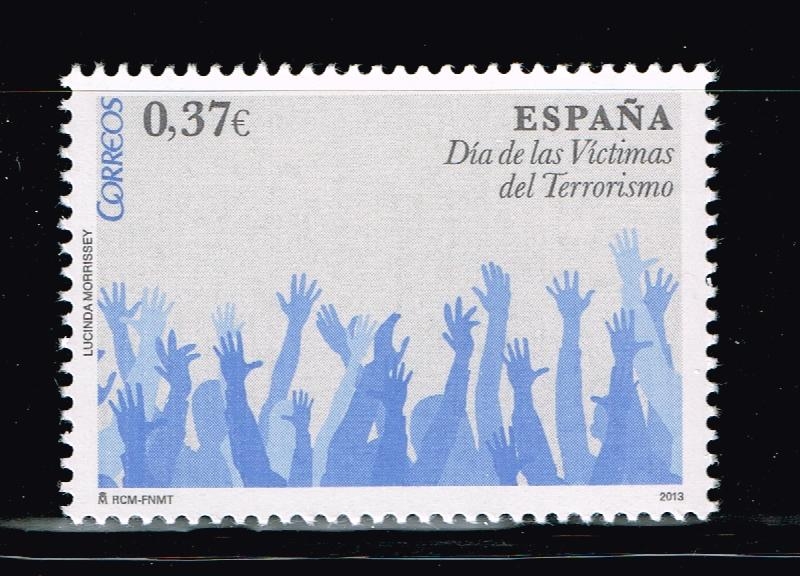 CORREOS
0,37€
ESPAÑA
Día de las Víctimas
del Terrorismo
LUCINDA MORRISSEY
RCM-FNMT
2013